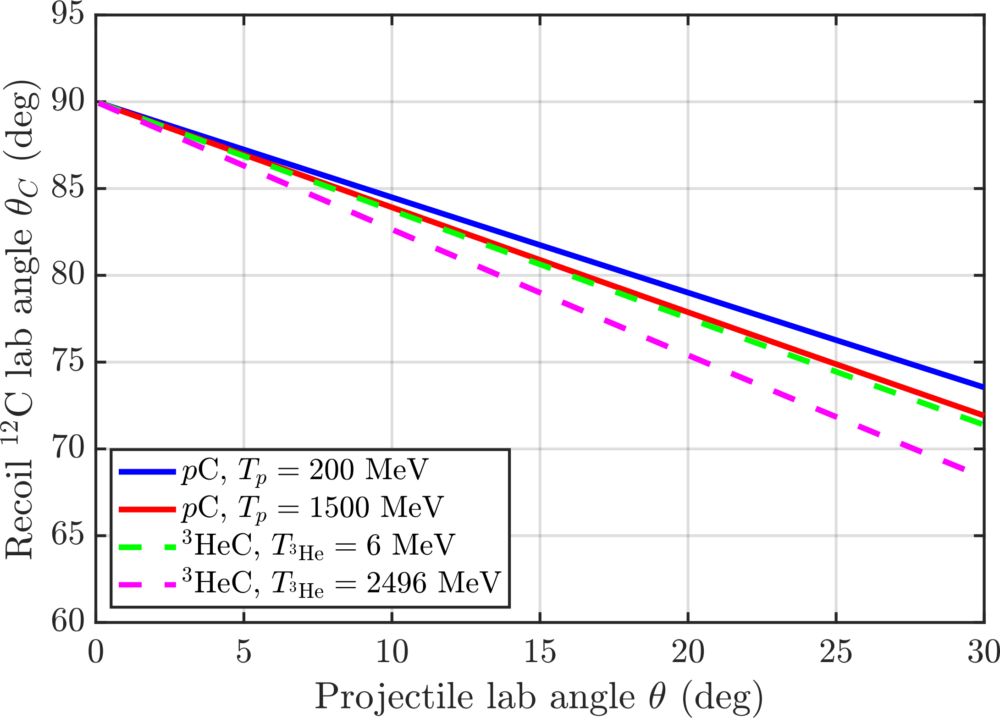 Recoil ¹²C lab angle θ_C (deg)
95
90
85
80
75
70
65
60
pC, T_p = 200 MeV
pC, T_p = 1500 MeV
³HeC, T_³He = 6 MeV
³HeC, T_³He = 2496 MeV
0 5 10 15 20 25 30
Projectile lab angle θ (deg)